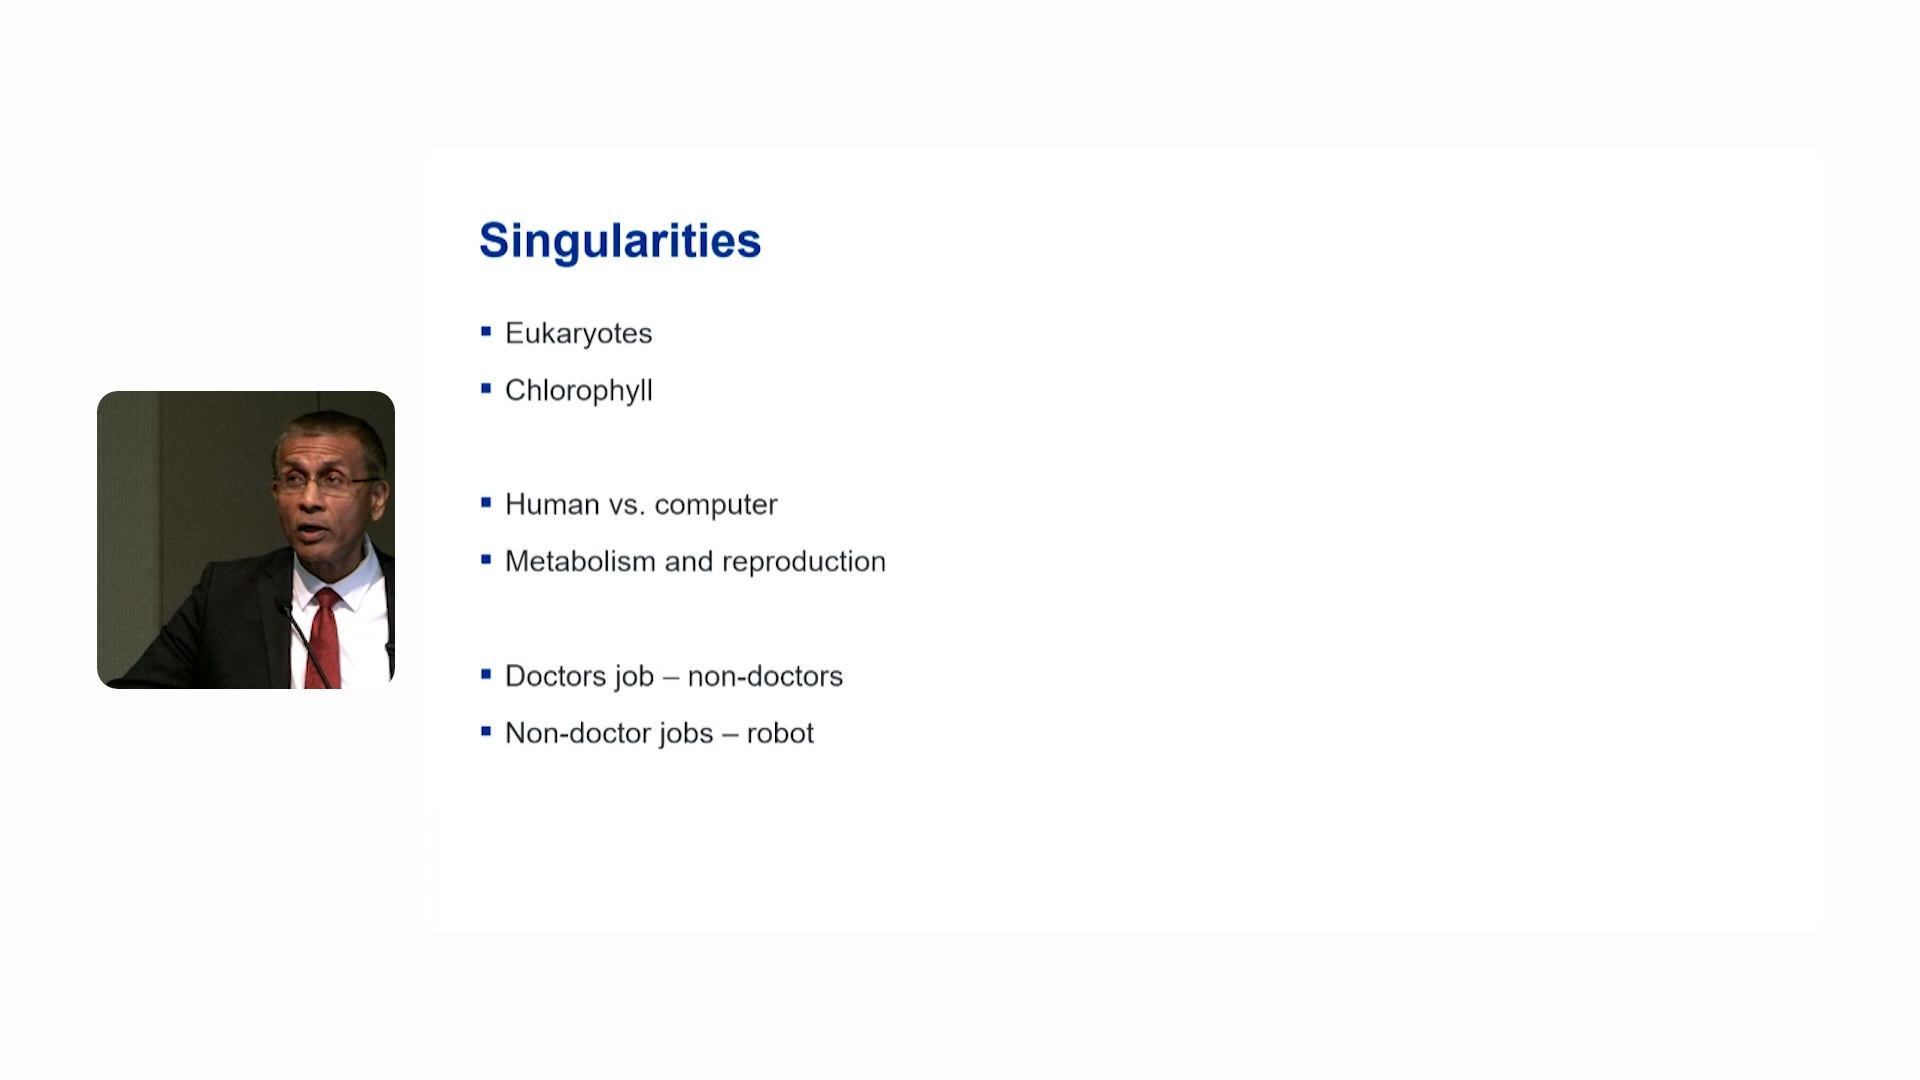 Singularities
Eukaryotes
Chlorophyll
Human vs. computer
Metabolism and reproduction
Doctors job – non-doctors
Non-doctor jobs – robot